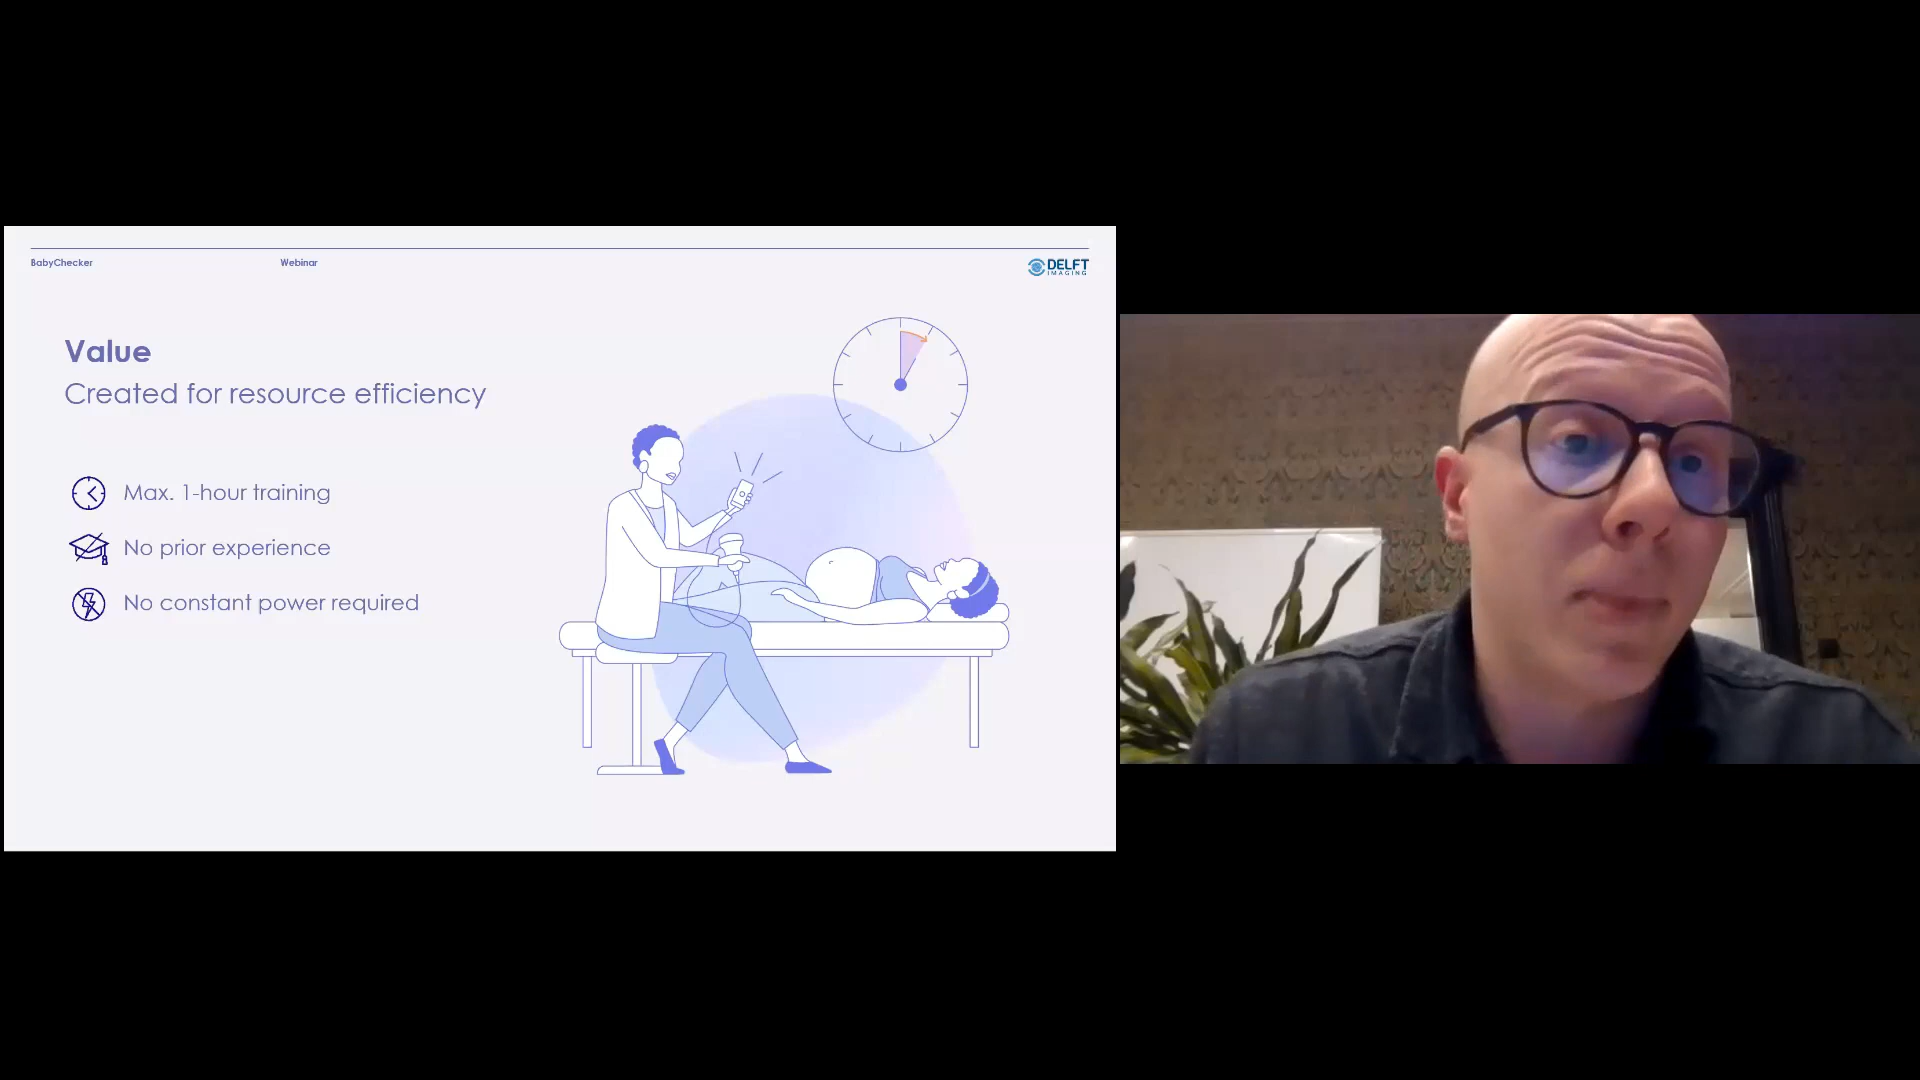 BabyChecker
Webinar
DELFT
IMAGING
Value
Created for resource efficiency
Max. 1-hour training
No prior experience
No constant power required